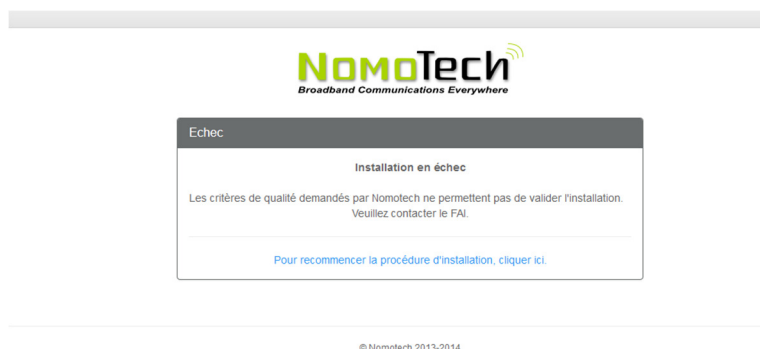 NomoTech
Broadband Communications Everywhere
Echec
Installation en échec
Les critères de qualité demandés par Nomotech ne permettent pas de valider l'installation.
Veuillez contacter le FAI.
Pour recommencer la procédure d'installation, cliquer ici.
© Nomotech 2013-2014